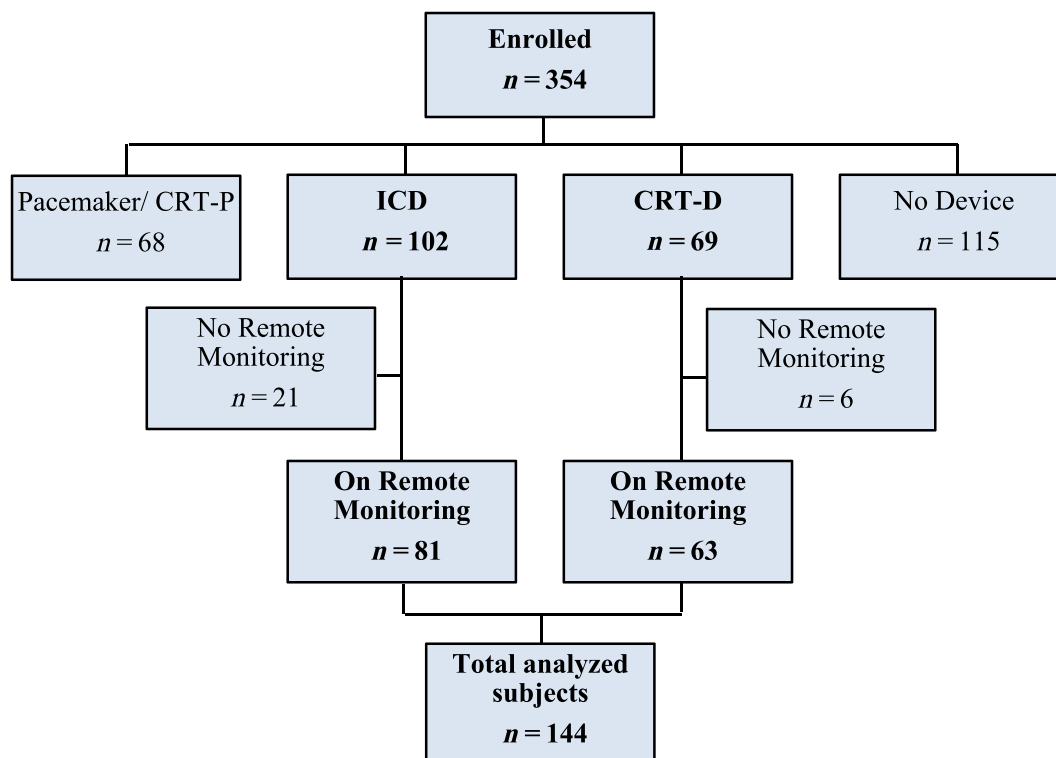 Enrolled
n = 354
Pacemaker/ CRT-P
n = 68
ICD
n = 102
CRT-D
n = 69
No Device
n = 115
No Remote
Monitoring
n = 21
No Remote
Monitoring
n = 6
On Remote
Monitoring
n = 81
On Remote
Monitoring
n = 63
Total analyzed
subjects
n = 144